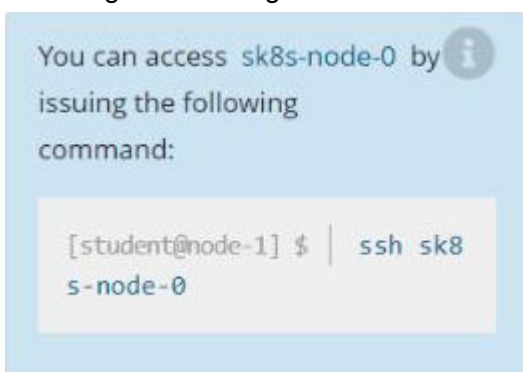 You can access sk8s-node-0 by
issuing the following
command:
[student@node-1] $ | ssh sk8
s-node-0